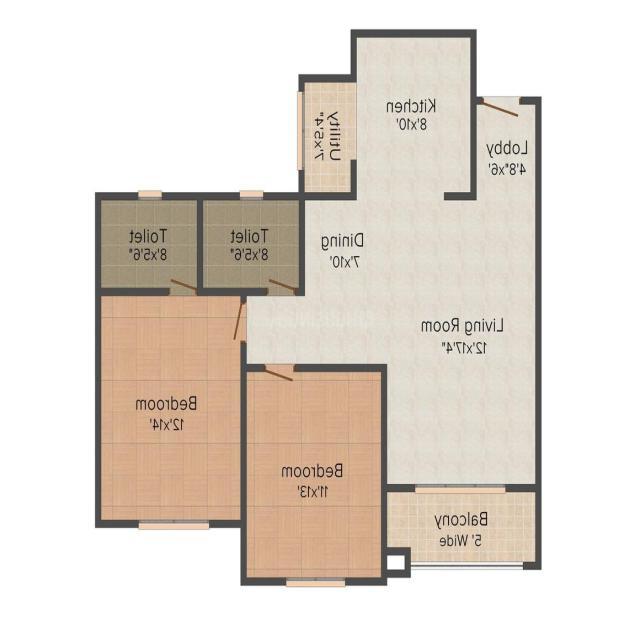 Kitchen
8'x10'
Utility
7'x5'4"
Lobby
4'8"x6'
Toilet
8'x5'6"
Toilet
8'x5'6"
Dining
7'x10'
Living Room
12'x17'4"
Bedroom
12'x14'
Bedroom
11'x13'
Balcony
5' Wide